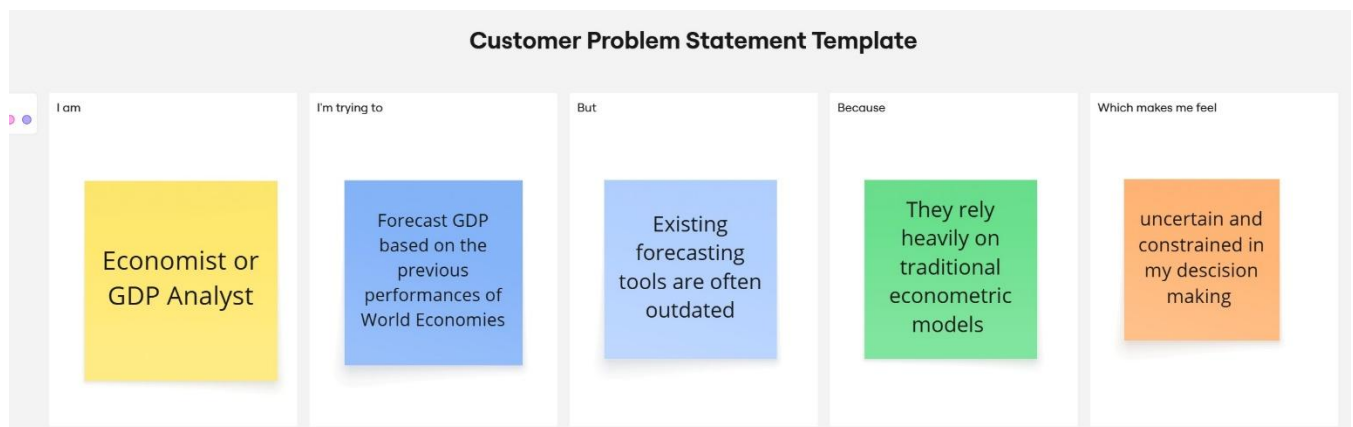 Customer Problem Statement Template
I am
Economist or
GDP Analyst
I'm trying to
Forecast GDP
based on the
previous
performances of
World Economies
But
Existing
forecasting
tools are often
outdated
Because
They rely
heavily on
traditional
econometric
models
Which makes me feel
uncertain and
constrained in
my descision
making